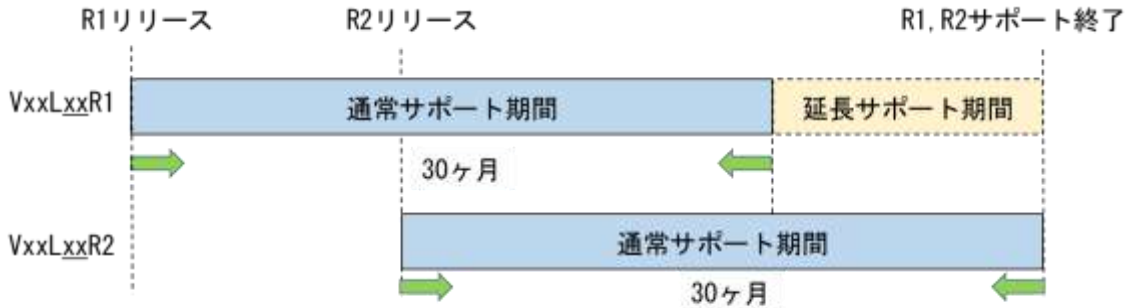 R1リリース
R2リリース
R1,R2サポート終了
VxxLxxR1
通常サポート期間
延長サポート期間
30ヶ月
VxxLxxR2
通常サポート期間
30ヶ月